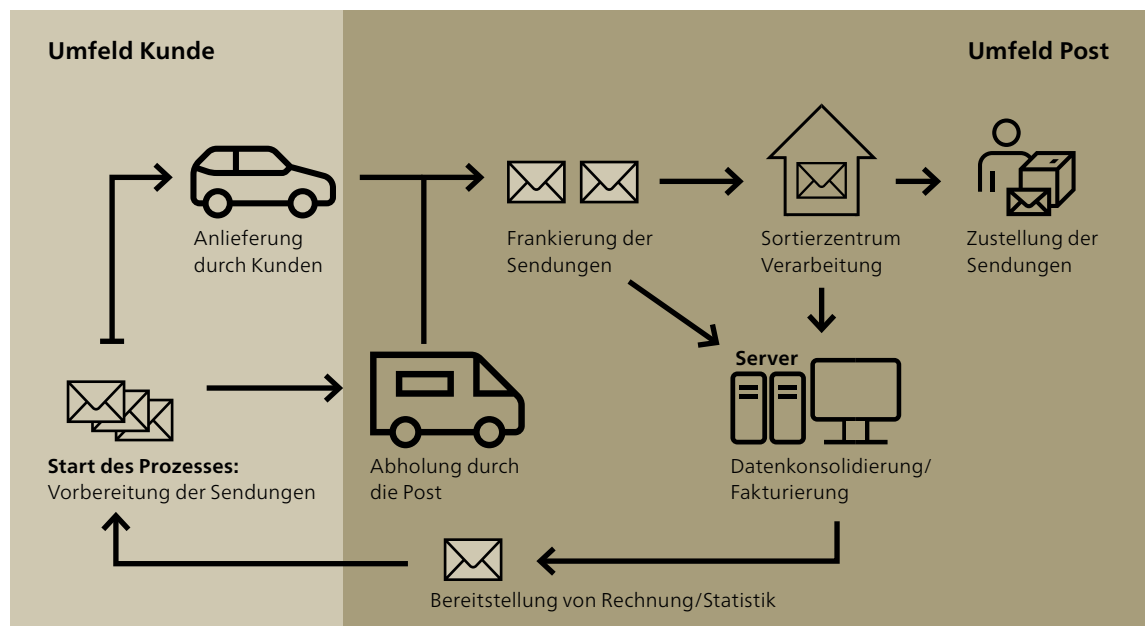 Umfeld Kunde
Umfeld Post
Anlieferung
durch Kunden
Frankierung der
Sendungen
Sortierzentrum
Verarbeitung
Zustellung der
Sendungen
Server
Start des Prozesses:
Vorbereitung der Sendungen
Abholung durch
die Post
Datenkonsolidierung/
Fakturierung
Bereitstellung von Rechnung/Statistik